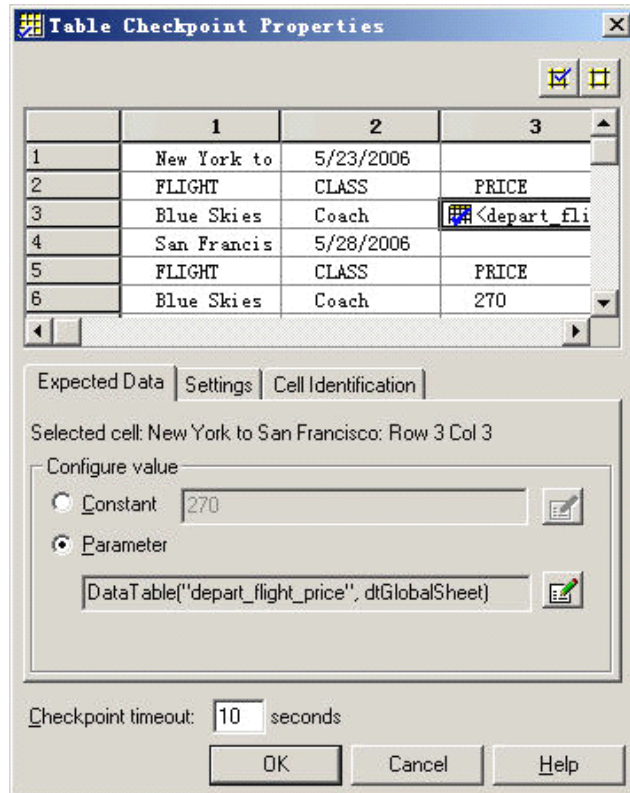 Table Checkpoint Properties
1 2 3
1 New York to 5/23/2006
2 FLIGHT CLASS PRICE
3 Blue Skies Coach <depart_fli
4 San Francis 5/28/2006
5 FLIGHT CLASS PRICE
6 Blue Skies Coach 270
Expected Data Settings Cell Identification
Selected cell: New York to San Francisco: Row 3 Col 3
Configure value
Constant 270
Parameter
DataTable("depart_flight_price", dtGlobalSheet)
Checkpoint timeout: 10 seconds
OK Cancel Help